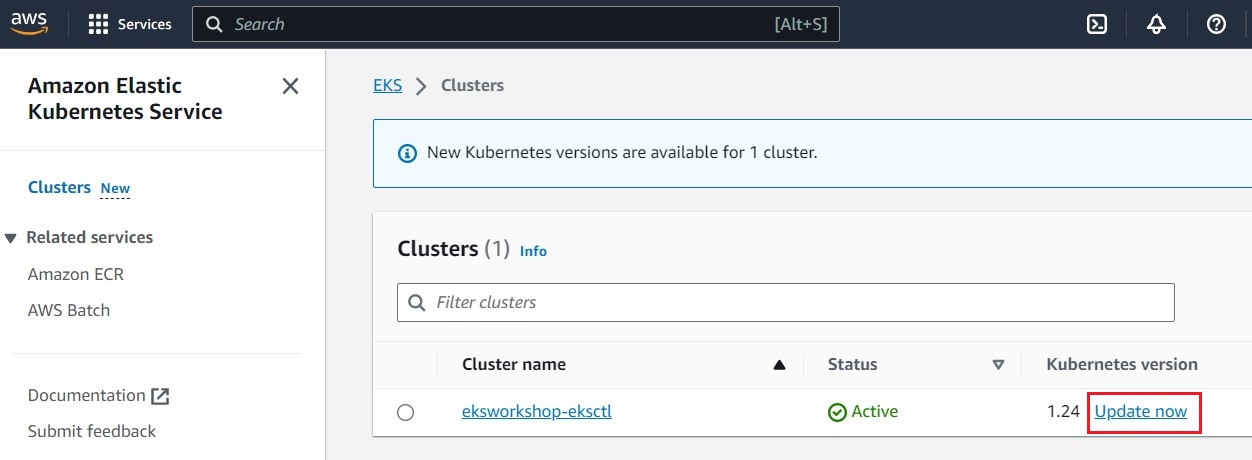 aws
Services
Search
[Alt+S]
Amazon Elastic
Kubernetes Service
Clusters New
Related services
Amazon ECR
AWS Batch
Documentation
Submit feedback
EKS > Clusters
New Kubernetes versions are available for 1 cluster.
Clusters (1) Info
Filter clusters
Cluster name Status Kubernetes version
eksworkshop-eksctl Active 1.24 Update now